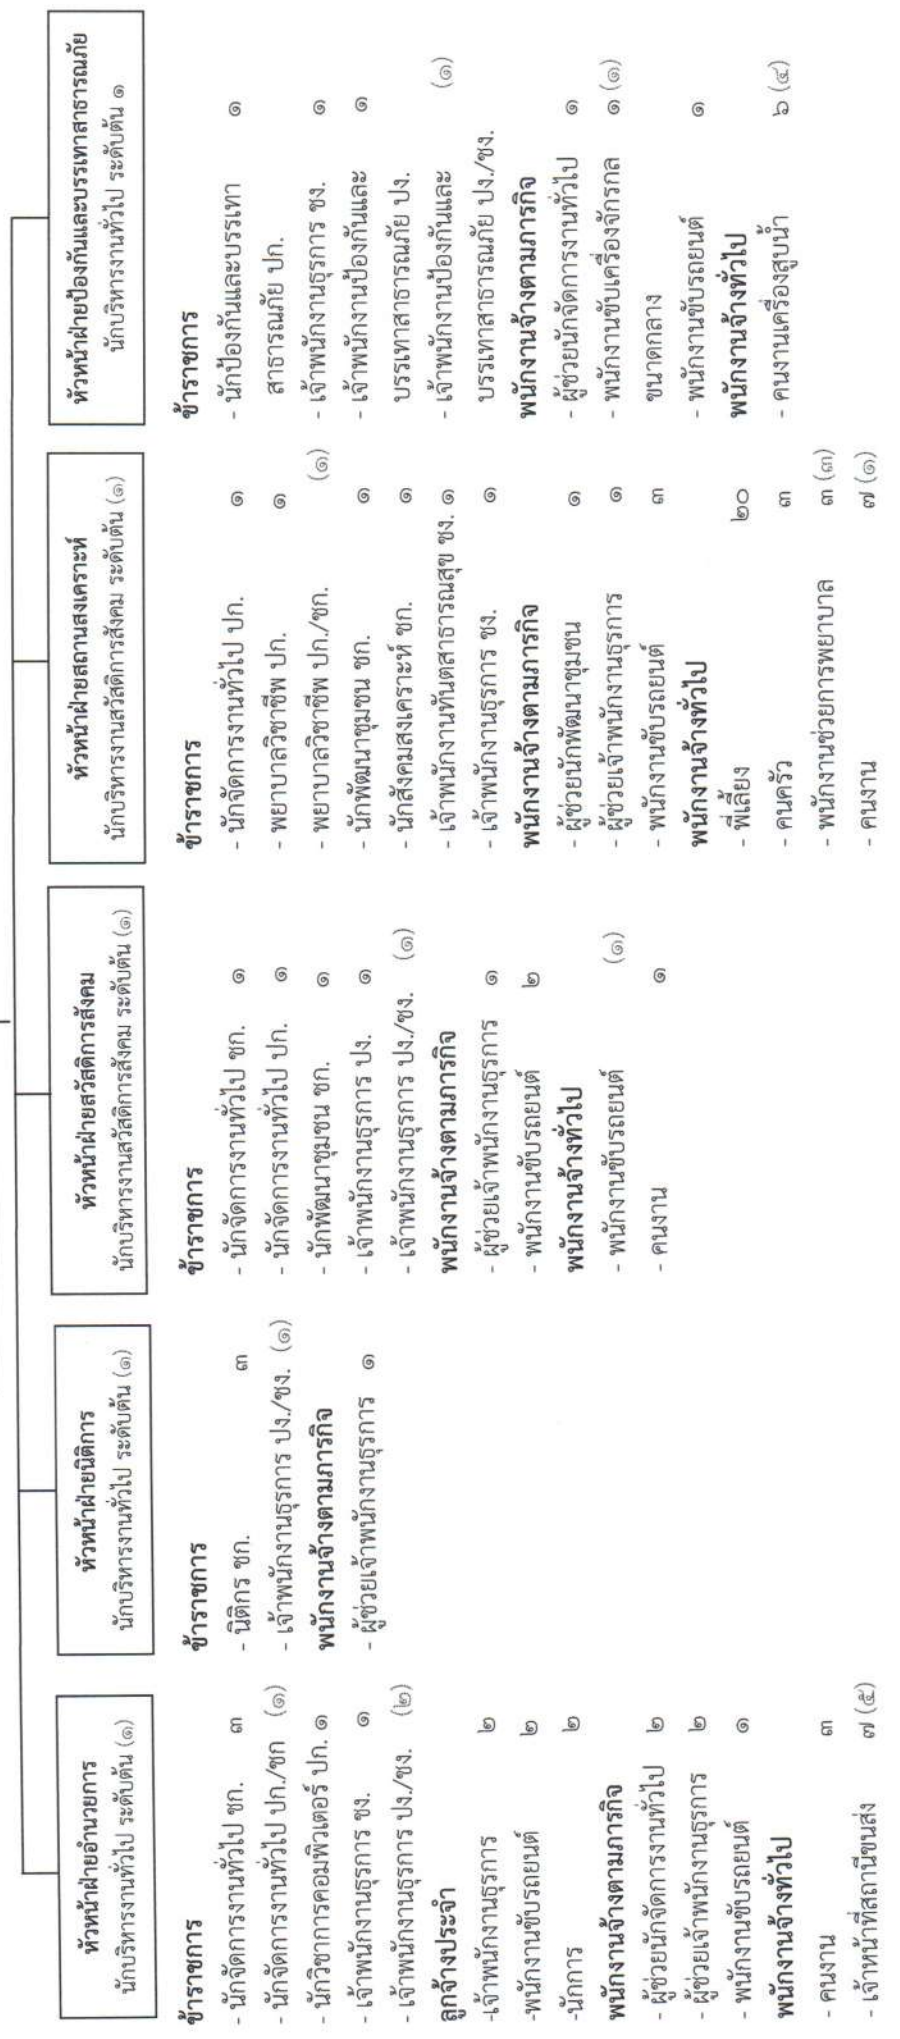 หัวหน้าฝ่ายอำนวยการ
นักบริหารงานทั่วไป ระดับต้น (๑)
ข้าราชการ
- นักจัดการงานทั่วไป ชก. ๓
- นักจัดการงานทั่วไป ปก./ชก (๑)
- นักวิชาการคอมพิวเตอร์ ปก. ๑
- เจ้าพนักงานธุรการ ชง. ๑
- เจ้าพนักงานธุรการ ปง./ชง. (๒)
ลูกจ้างประจำ
-เจ้าพนักงานธุรการ ๒
-พนักงานขับรถยนต์ ๒
-นักการ ๒
พนักงานจ้างตามภารกิจ
- ผู้ช่วยนักจัดการงานทั่วไป ๒
- ผู้ช่วยเจ้าพนักงานธุรการ ๒
- พนักงานขับรถยนต์ ๑
พนักงานจ้างทั่วไป
- คนงาน ๓
- เจ้าหน้าที่สถานีขนส่ง ๗ (๕)
หัวหน้าฝ่ายนิติการ
นักบริหารงานทั่วไป ระดับต้น (๑)
ข้าราชการ
- นิติกร ชก. ๓
- เจ้าพนักงานธุรการ ปง./ชง. (๑)
พนักงานจ้างตามภารกิจ
- ผู้ช่วยเจ้าพนักงานธุรการ ๑
หัวหน้าฝ่ายสวัสดิการสังคม
นักบริหารงานสวัสดิการสังคม ระดับต้น (๑)
ข้าราชการ
- นักจัดการงานทั่วไป ชก. ๑
- นักจัดการงานทั่วไป ปก. ๑
- นักพัฒนาชุมชน ชก. ๑
- เจ้าพนักงานธุรการ ปง. ๑
- เจ้าพนักงานธุรการ ปง./ชง. (๑)
พนักงานจ้างตามภารกิจ
- ผู้ช่วยเจ้าพนักงานธุรการ ๑
- พนักงานขับรถยนต์ ๒
พนักงานจ้างทั่วไป
- พนักงานขับรถยนต์ (๑)
- คนงาน ๑
หัวหน้าฝ่ายสถานสงเคราะห์
นักบริหารงานสวัสดิการสังคม ระดับต้น (๑)
ข้าราชการ
- นักจัดการงานทั่วไป ปก. ๑
- พยาบาลวิชาชีพ ปก. ๑
- พยาบาลวิชาชีพ ปก./ชก. (๑)
- นักพัฒนาชุมชน ชก. ๑
- นักสังคมสงเคราะห์ ชก. ๑
- เจ้าพนักงานทันตสาธารณสุข ชง. ๑
- เจ้าพนักงานธุรการ ชง. ๑
พนักงานจ้างตามภารกิจ
- ผู้ช่วยนักพัฒนาชุมชน ๑
- ผู้ช่วยเจ้าพนักงานธุรการ ๑
- พนักงานขับรถยนต์ ๓
พนักงานจ้างทั่วไป
- พี่เลี้ยง ๒๐
- คนครัว ๓
- พนักงานช่วยการพยาบาล ๓ (๓)
- คนงาน ๗ (๑)
หัวหน้าฝ่ายป้องกันและบรรเทาสาธารณภัย
นักบริหารงานทั่วไป ระดับต้น ๑
ข้าราชการ
- นักป้องกันและบรรเทา ๑
สาธารณภัย ปก.
- เจ้าพนักงานธุรการ ชง. ๑
- เจ้าพนักงานป้องกันและ ๑
บรรเทาสาธารณภัย ปง.
- เจ้าพนักงานป้องกันและ (๑)
บรรเทาสาธารณภัย ปง./ชง.
พนักงานจ้างตามภารกิจ
- ผู้ช่วยนักจัดการงานทั่วไป ๑
- พนักงานขับเครื่องจักรกล ๑ (๑)
ขนาดกลาง
- พนักงานขับรถยนต์ ๑
พนักงานจ้างทั่วไป
- คนงานเครื่องสูบน้ำ ๖ (๔)